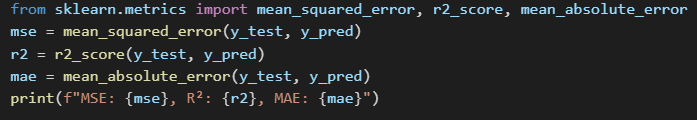 from sklearn.metrics import mean_squared_error, r2_score, mean_absolute_error
mse = mean_squared_error(y_test, y_pred)
r2 = r2_score(y_test, y_pred)
mae = mean_absolute_error(y_test, y_pred)
print(f"MSE: {mse}, R²: {r2}, MAE: {mae}")